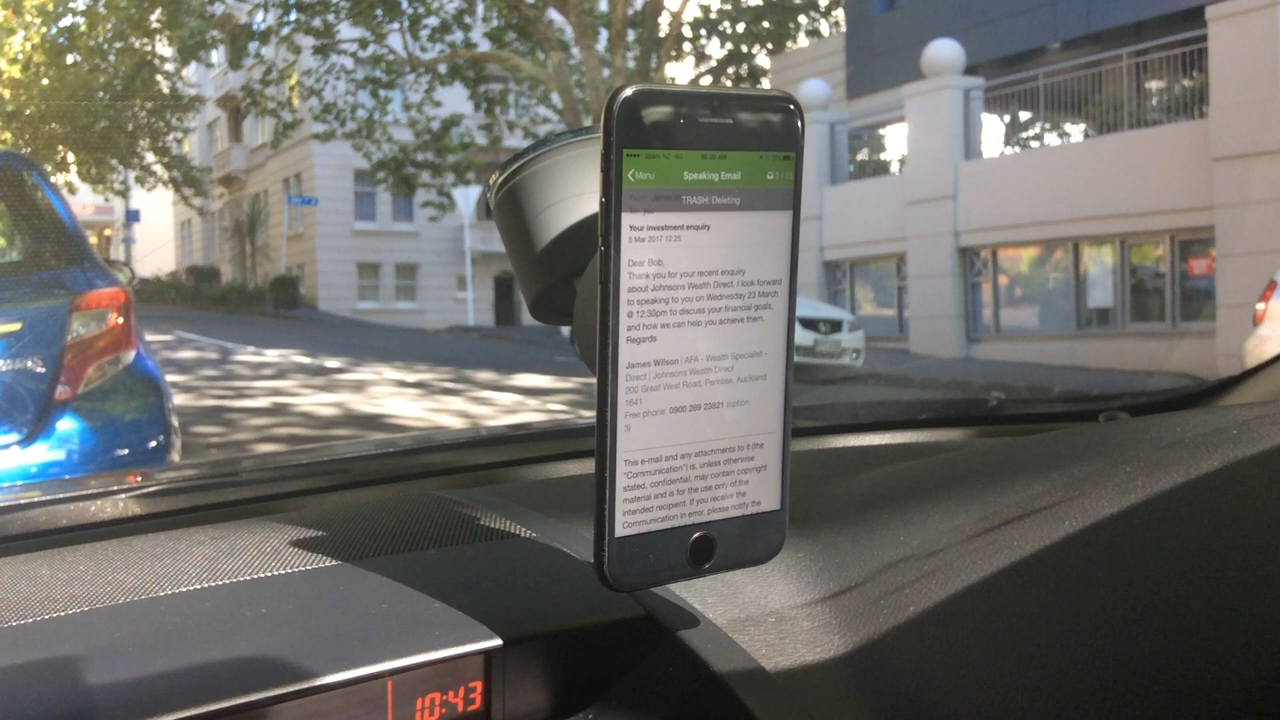 Spark NZ 4G
Menu
Speaking Email
TRASH: Deleting
Your investment enquiry
5 Mar 2017 12:25
Dear Bob,
Thank you for your recent enquiry
about Johnsons Wealth Direct. I look forward
to speaking to you on Wednesday 23 March
@ 12:30pm to discuss your financial goals,
and how we can help you achieve them.
Regards
James Wilson | AFA - Wealth Specialist -
Direct | Johnsons Wealth Direct
200 Great West Road, Penrose, Auckland
1641
Free phone: 0900 269 23821 (option
3)
This e-mail and any attachments to it (the
"Communication") is, unless otherwise
stated, confidential, may contain copyright
material and is for the use only of the
intended recipient. If you receive the
Communication in error, please notify the
10:43